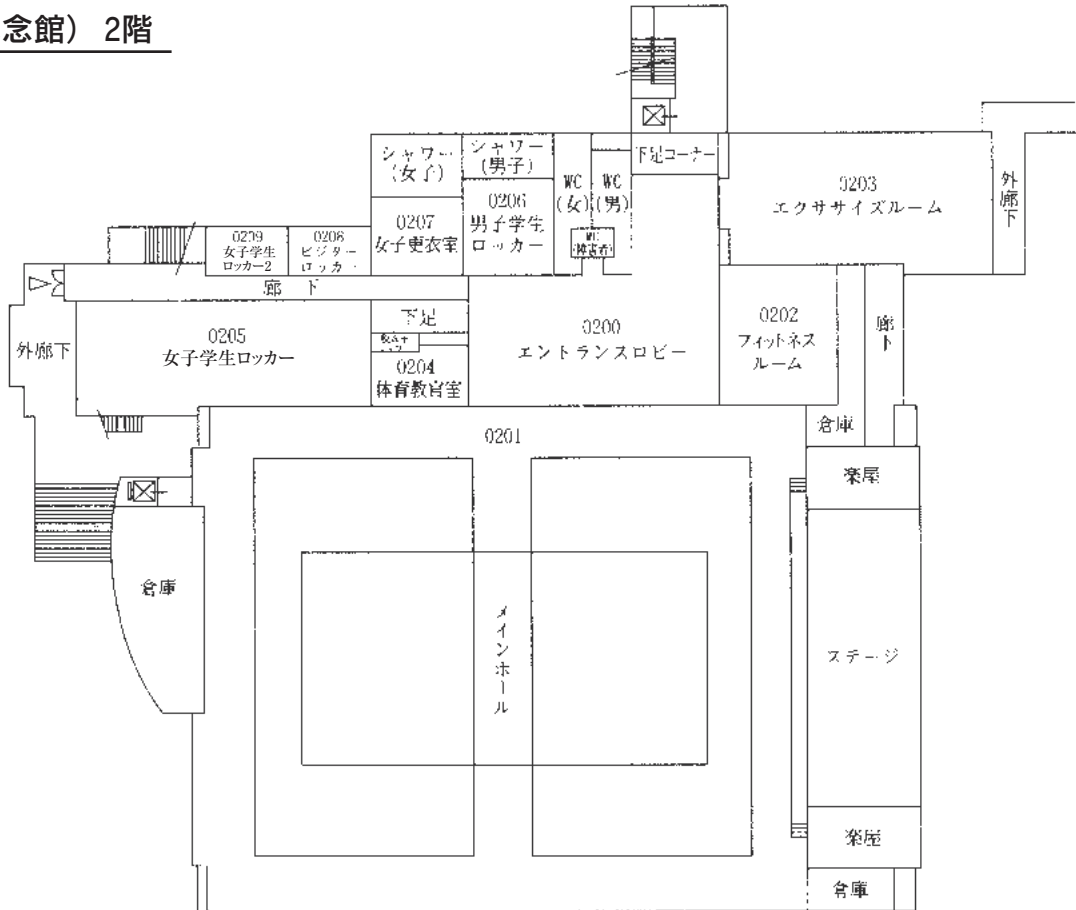 念館) 2階
シャワー
(女子)
シャワー
(男子)
下足コーナー
WC
(女)
WC
(男)
0203
エクササイズルーム
外廊下
0206
男子学生
ロッカー
0207
女子更衣室
WC
(障害者)
0209
女子学生
ロッカー2
0208
ビジター
ロッカー
廊 下
下足
0205
女子学生ロッカー
外廊下
0200
エントランスロビー
0202
フィットネス
ルーム
廊下
0204
体育教官室
倉庫
0201
楽屋
倉庫
メインホール
ステージ
楽屋
倉庫